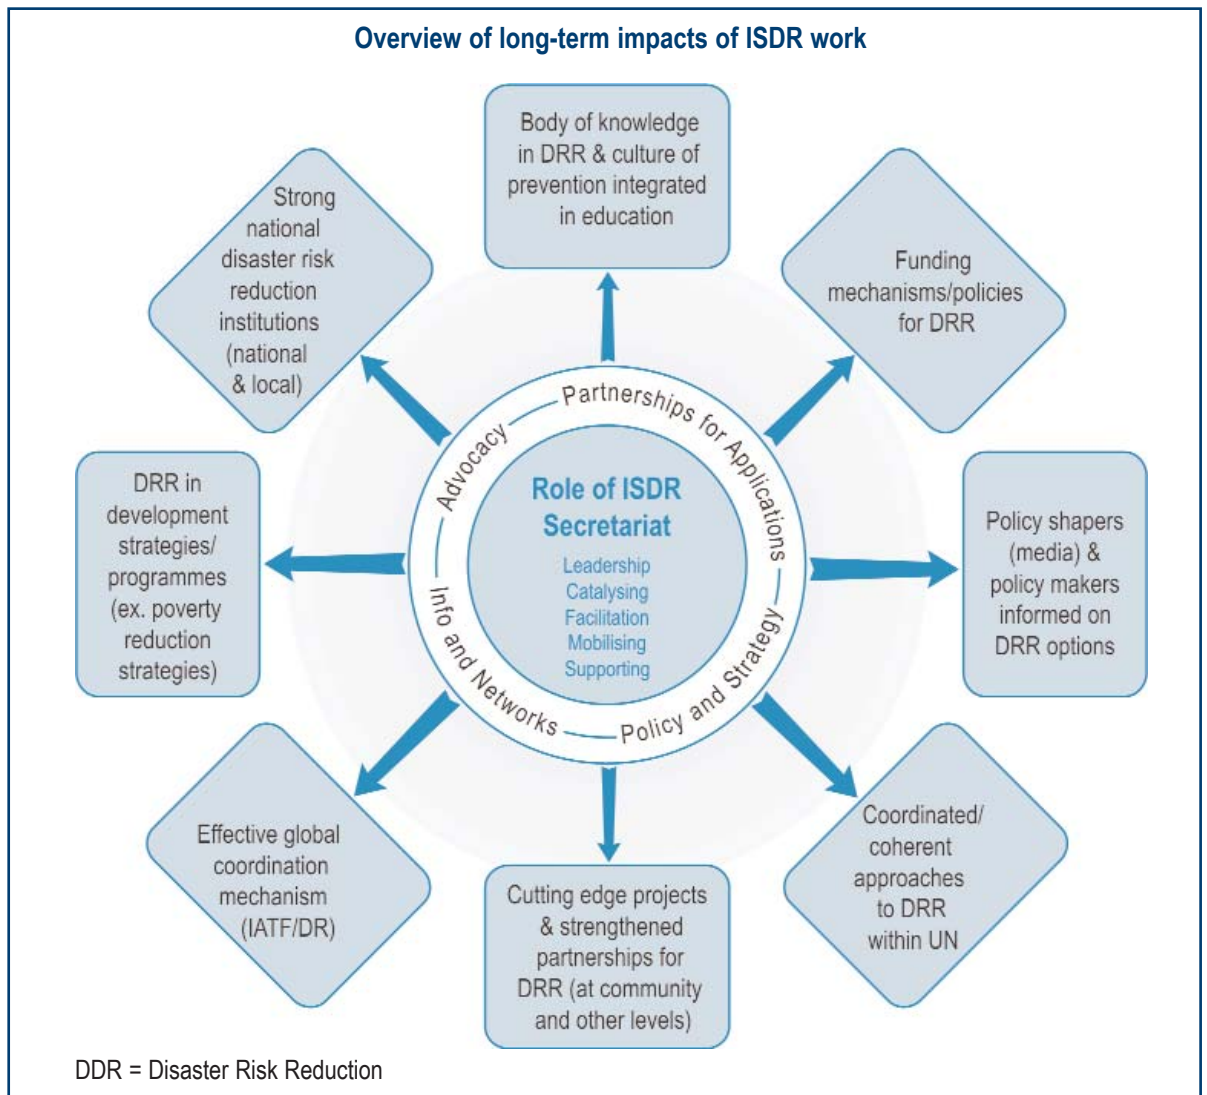 Overview of long-term impacts of ISDR work
Body of knowledge
in DRR & culture of
prevention integrated
in education
Strong
national
disaster risk
reduction
institutions
(national
& local)
Funding
mechanisms/policies
for DRR
DRR in
development
strategies/
programmes
(ex. poverty
reduction
strategies)
Advocacy
Partnerships for Applications
Info and Networks
Policy and Strategy
Role of ISDR
Secretariat
Leadership
Catalysing
Facilitation
Mobilising
Supporting
Policy shapers
(media) &
policy makers
informed on
DRR options
Effective global
coordination
mechanism
(IATF/DR)
Cutting edge projects
& strengthened
partnerships for
DRR (at community
and other levels)
Coordinated/
coherent
approaches
to DRR
within UN
DDR = Disaster Risk Reduction